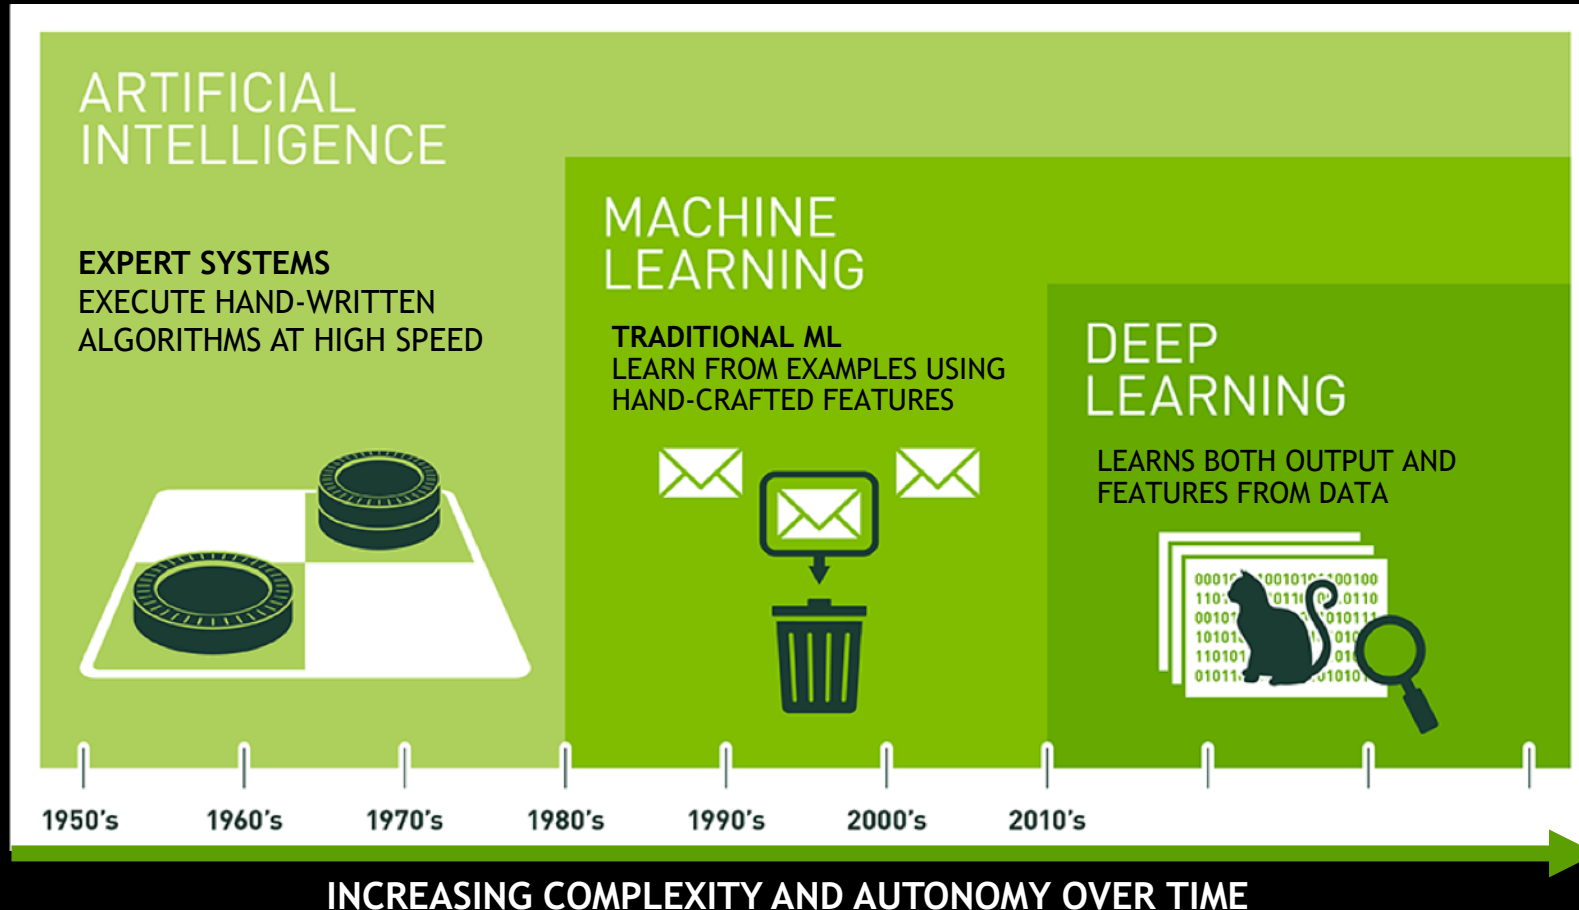 ARTIFICIAL
INTELLIGENCE
EXPERT SYSTEMS
EXECUTE HAND-WRITTEN
ALGORITHMS AT HIGH SPEED
MACHINE
LEARNING
TRADITIONAL ML
LEARN FROM EXAMPLES USING
HAND-CRAFTED FEATURES
DEEP
LEARNING
LEARNS BOTH OUTPUT AND
FEATURES FROM DATA
1950's 1960's 1970's 1980's 1990's 2000's 2010's
INCREASING COMPLEXITY AND AUTONOMY OVER TIME